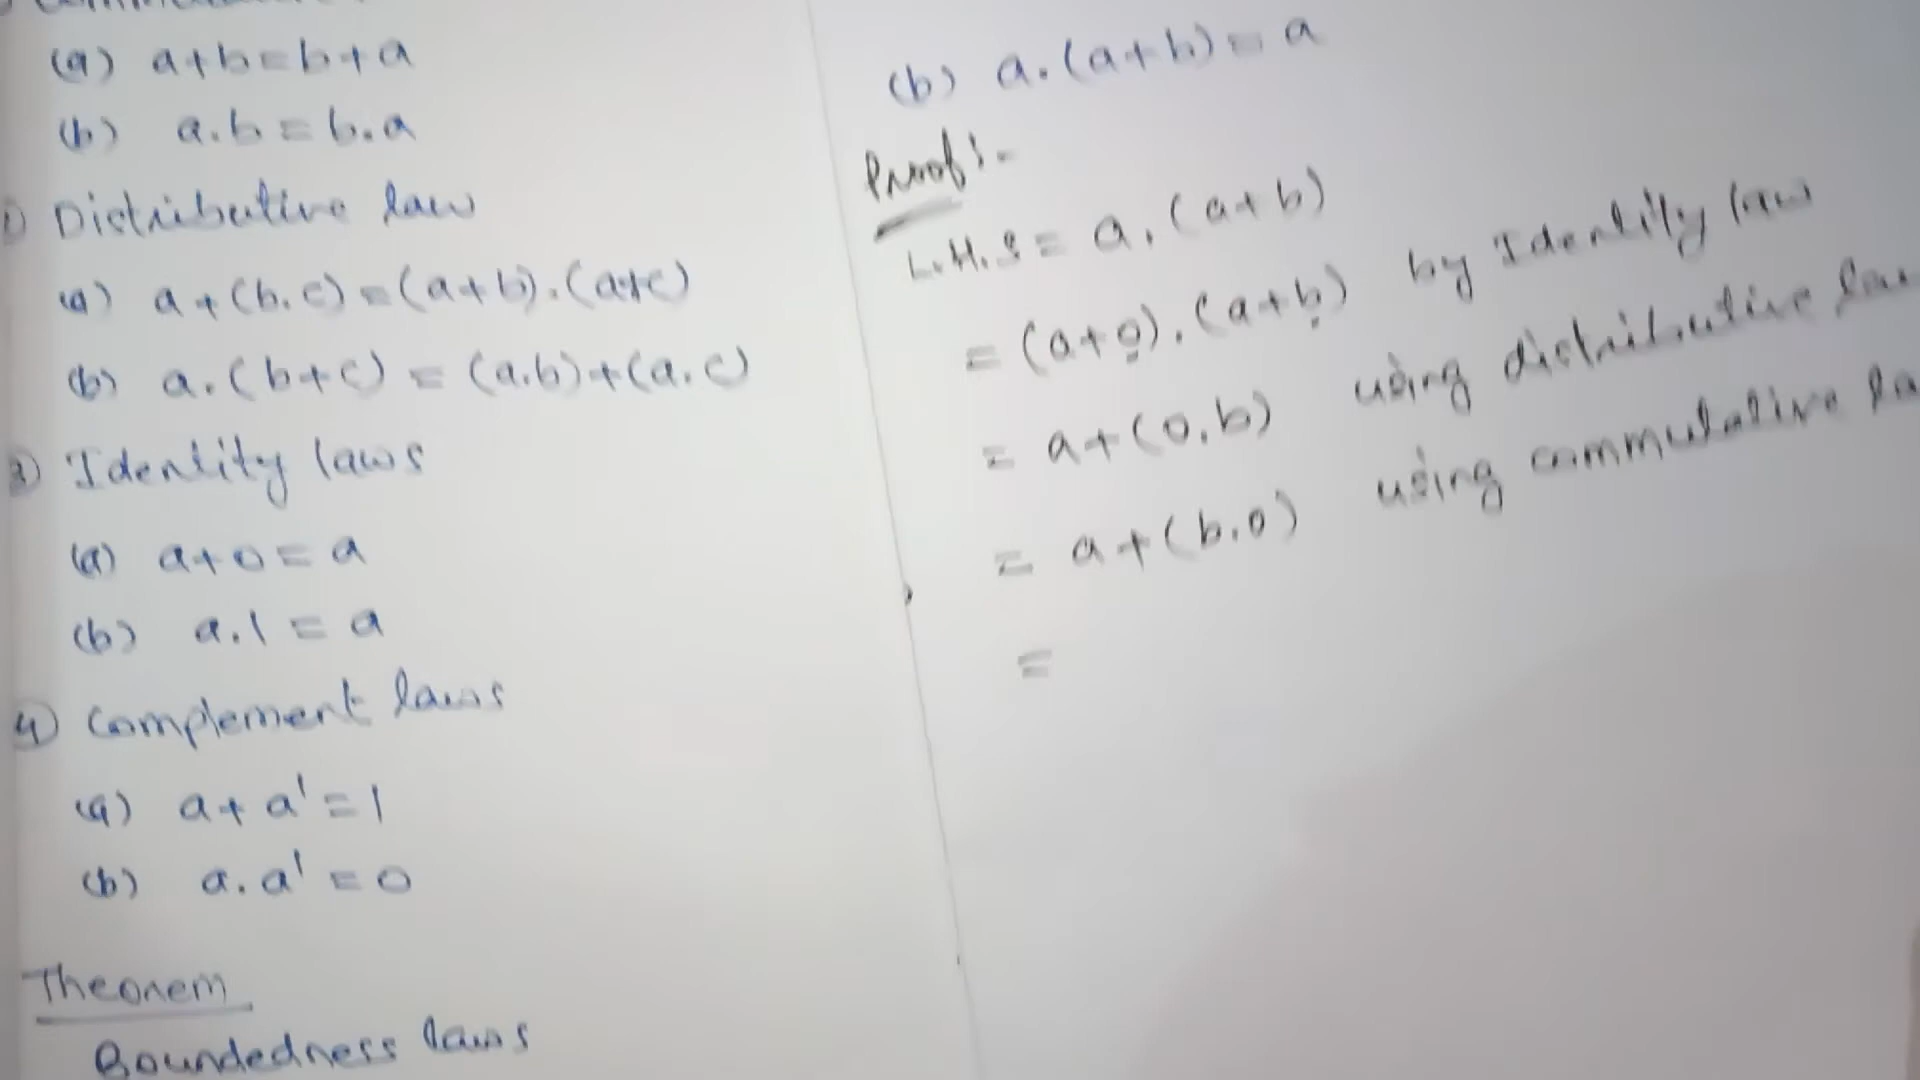 (a) a+b=b+a
(b) a.b=b.a
Distributive law
(a) a+(b.c)=(a+b).(a+c)
(b) a.(b+c)=(a.b)+(a.c)
3) Identity laws
(a) a+0=a
(b) a.1=a
4) Complement laws
(a) a+a'=1
(b) a.a'=0
Theorem
Boundedness laws
(b) a.(a+b)=a
Proof:-
L.H.S= a.(a+b)
=(a+0).(a+b) by Identity law
= a+(0.b) using distributive
= a+(b.0) using commutative
=